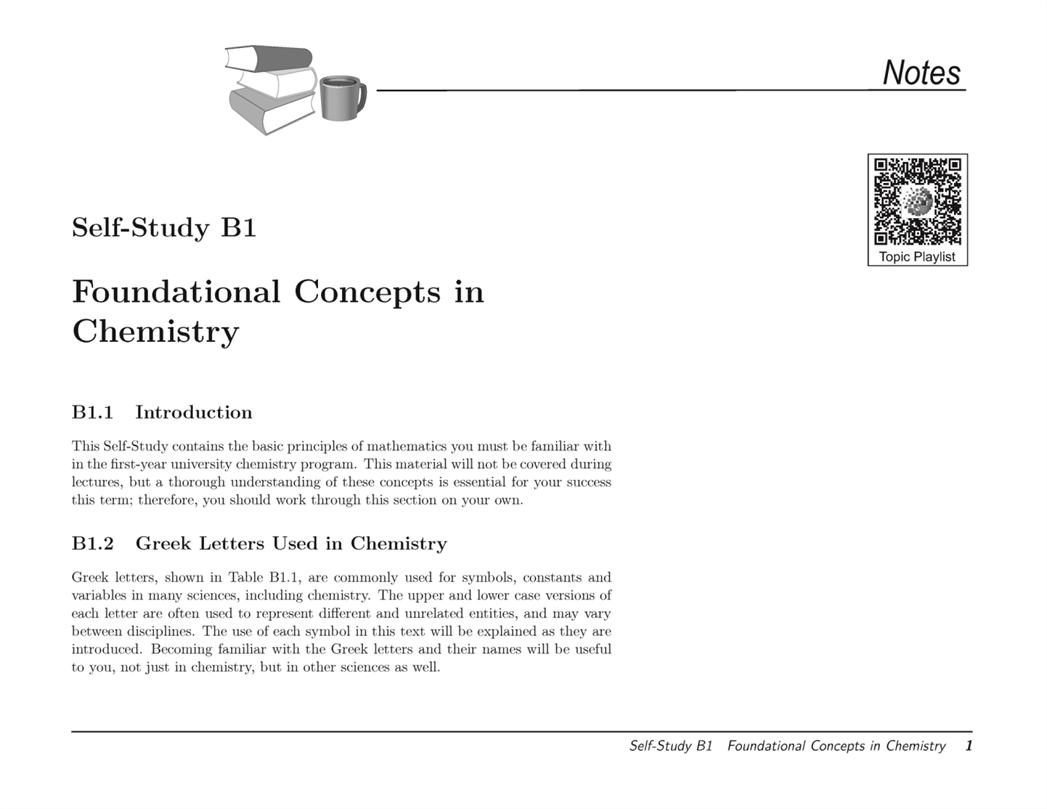 Notes
Topic Playlist
Self-Study B1
Foundational Concepts in
Chemistry
B1.1 Introduction
This Self-Study contains the basic principles of mathematics you must be familiar with
in the first-year university chemistry program. This material will not be covered during
lectures, but a thorough understanding of these concepts is essential for your success
this term; therefore, you should work through this section on your own.
B1.2 Greek Letters Used in Chemistry
Greek letters, shown in Table B1.1, are commonly used for symbols, constants and
variables in many sciences, including chemistry. The upper and lower case versions of
each letter are often used to represent different and unrelated entities, and may vary
between disciplines. The use of each symbol in this text will be explained as they are
introduced. Becoming familiar with the Greek letters and their names will be useful
to you, not just in chemistry, but in other sciences as well.
Self-Study B1 Foundational Concepts in Chemistry 1